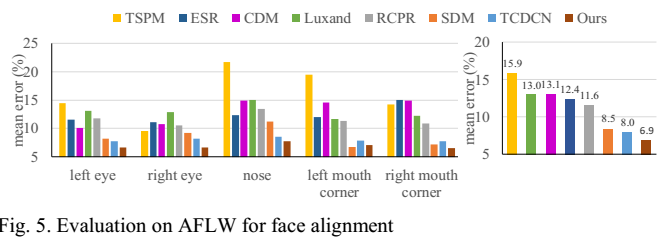 TSPM ESR CDM Luxand RCPR SDM TCDCN Ours
mean error (%)
25
20
15
10
5
left eye
right eye
nose
left mouth
corner
right mouth
corner
mean error (%)
20
15
10
5
15.9
13.0
13.1
12.4
11.6
8.5
8.0
6.9
Fig. 5. Evaluation on AFLW for face alignment